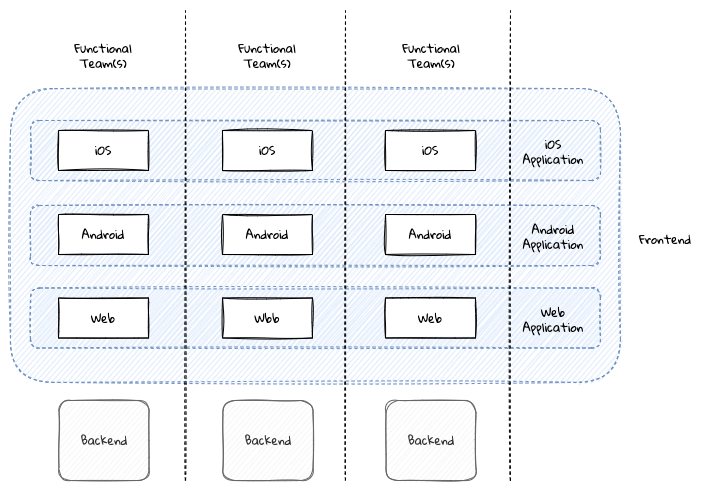 Functional
Team(s)
Functional
Team(s)
Functional
Team(s)
iOS
iOS
iOS
iOS
Application
Android
Android
Android
Android
Application
Frontend
Web
Wbb
Web
Web
Application
Backend
Backend
Backend